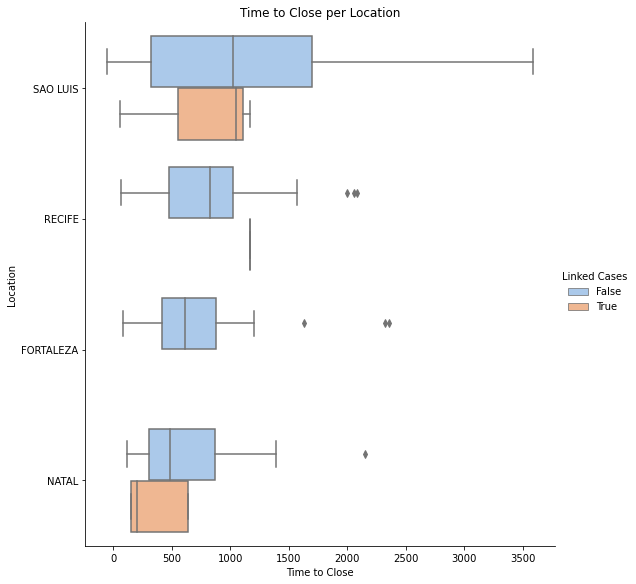 Time to Close per Location
SAO LUIS
RECIFE
FORTALEZA
NATAL
Location
Linked Cases
False
True
0 500 1000 1500 2000 2500 3000 3500
Time to Close